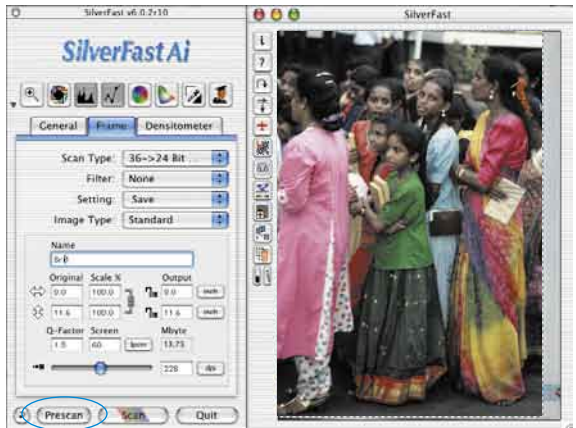 SilverFast v6.0.2r10
SilverFast
SilverFast Ai
General
Frame
Densitometer
Scan Type: 36->24 Bit ...
Filter: None
Setting: Save
Image Type: Standard
Name
Original Scale % Output
100.0 0.0 inch
11.6 100.0 11.6 inch
Q-Factor Screen Mbyte
1.5 60 lpcm 13.75
228 dpi
Prescan
Scan
Quit